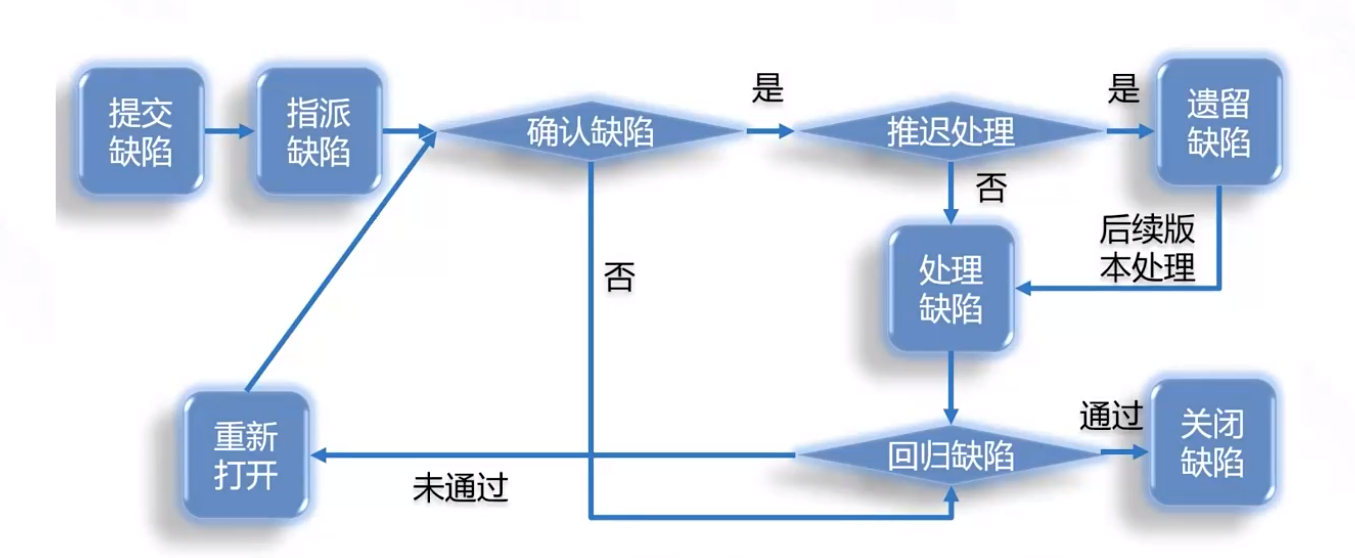 提交
缺陷
指派
缺陷
确认缺陷
是
推迟处理
是
遗留
缺陷
否
后续版
本处理
处理
缺陷
否
重新
打开
未通过
回归缺陷
通过
关闭
缺陷